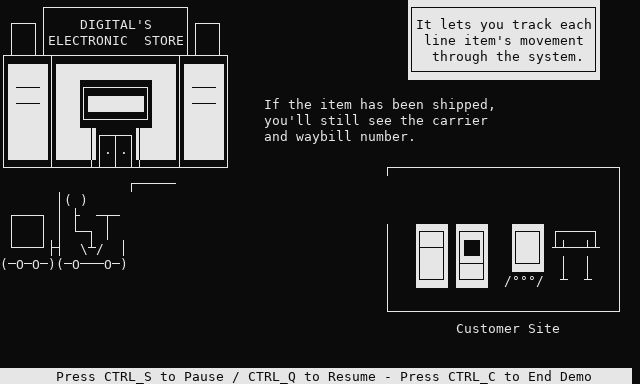 DIGITAL'S
ELECTRONIC  STORE
It lets you track each
line item's movement
through the system.
If the item has been shipped,
you'll still see the carrier
and waybill number.
Customer Site
Press CTRL_S to Pause / CTRL_Q to Resume - Press CTRL_C to End Demo